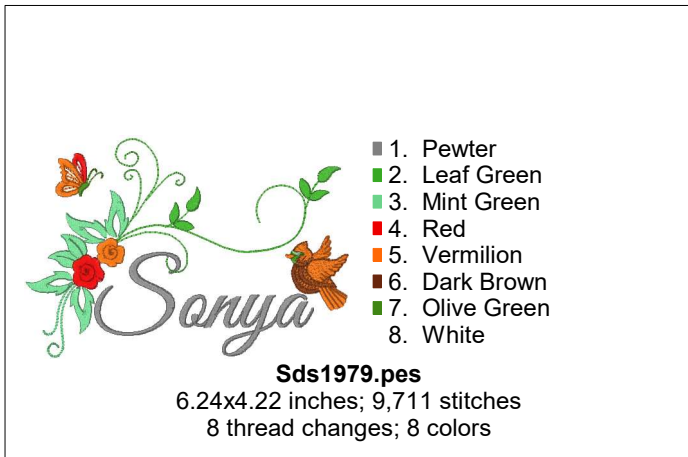 Sonya
1. Pewter
2. Leaf Green
3. Mint Green
4. Red
5. Vermilion
6. Dark Brown
7. Olive Green
8. White
Sds1979.pes
6.24x4.22 inches; 9,711 stitches
8 thread changes; 8 colors